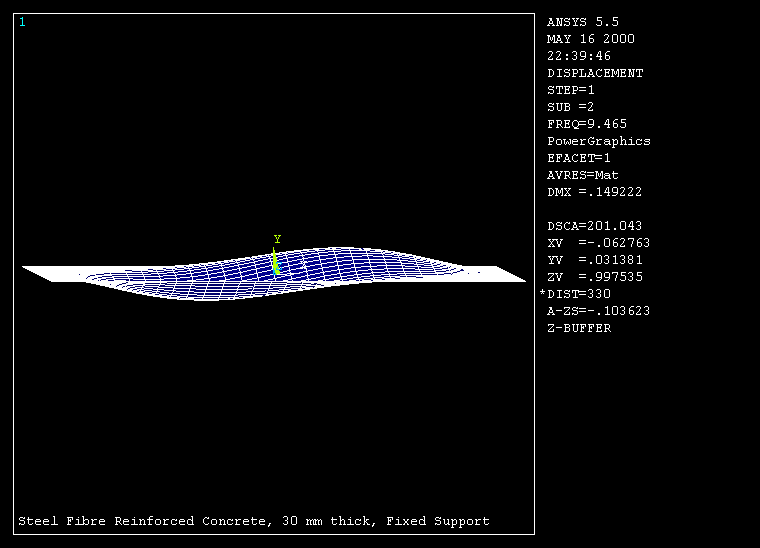 1
ANSYS 5.5
MAY 16 2000
22:39:46
DISPLACEMENT
STEP=1
SUB =2
FREQ=9.465
PowerGraphics
EFACET=1
AVRES=Mat
DMX =.149222
DSCA=201.043
XV  =-.062763
YV  =.031381
ZV  =.997535
*DIST=330
A-ZS=-.103623
Z-BUFFER
Y
Steel Fibre Reinforced Concrete, 30 mm thick, Fixed Support